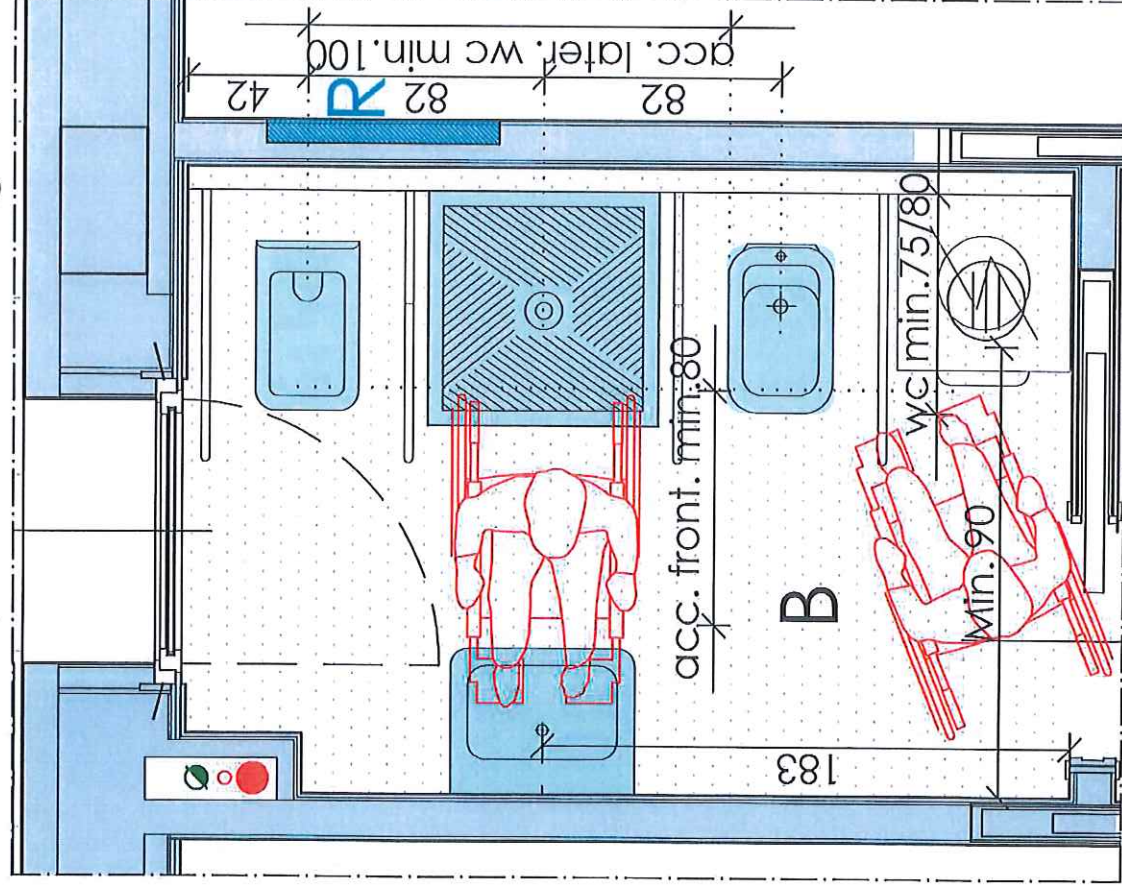 acc. later. wc min.100
42
82
82
R
wc min.75/80
acc. front. min.80
B
Min. 90
183